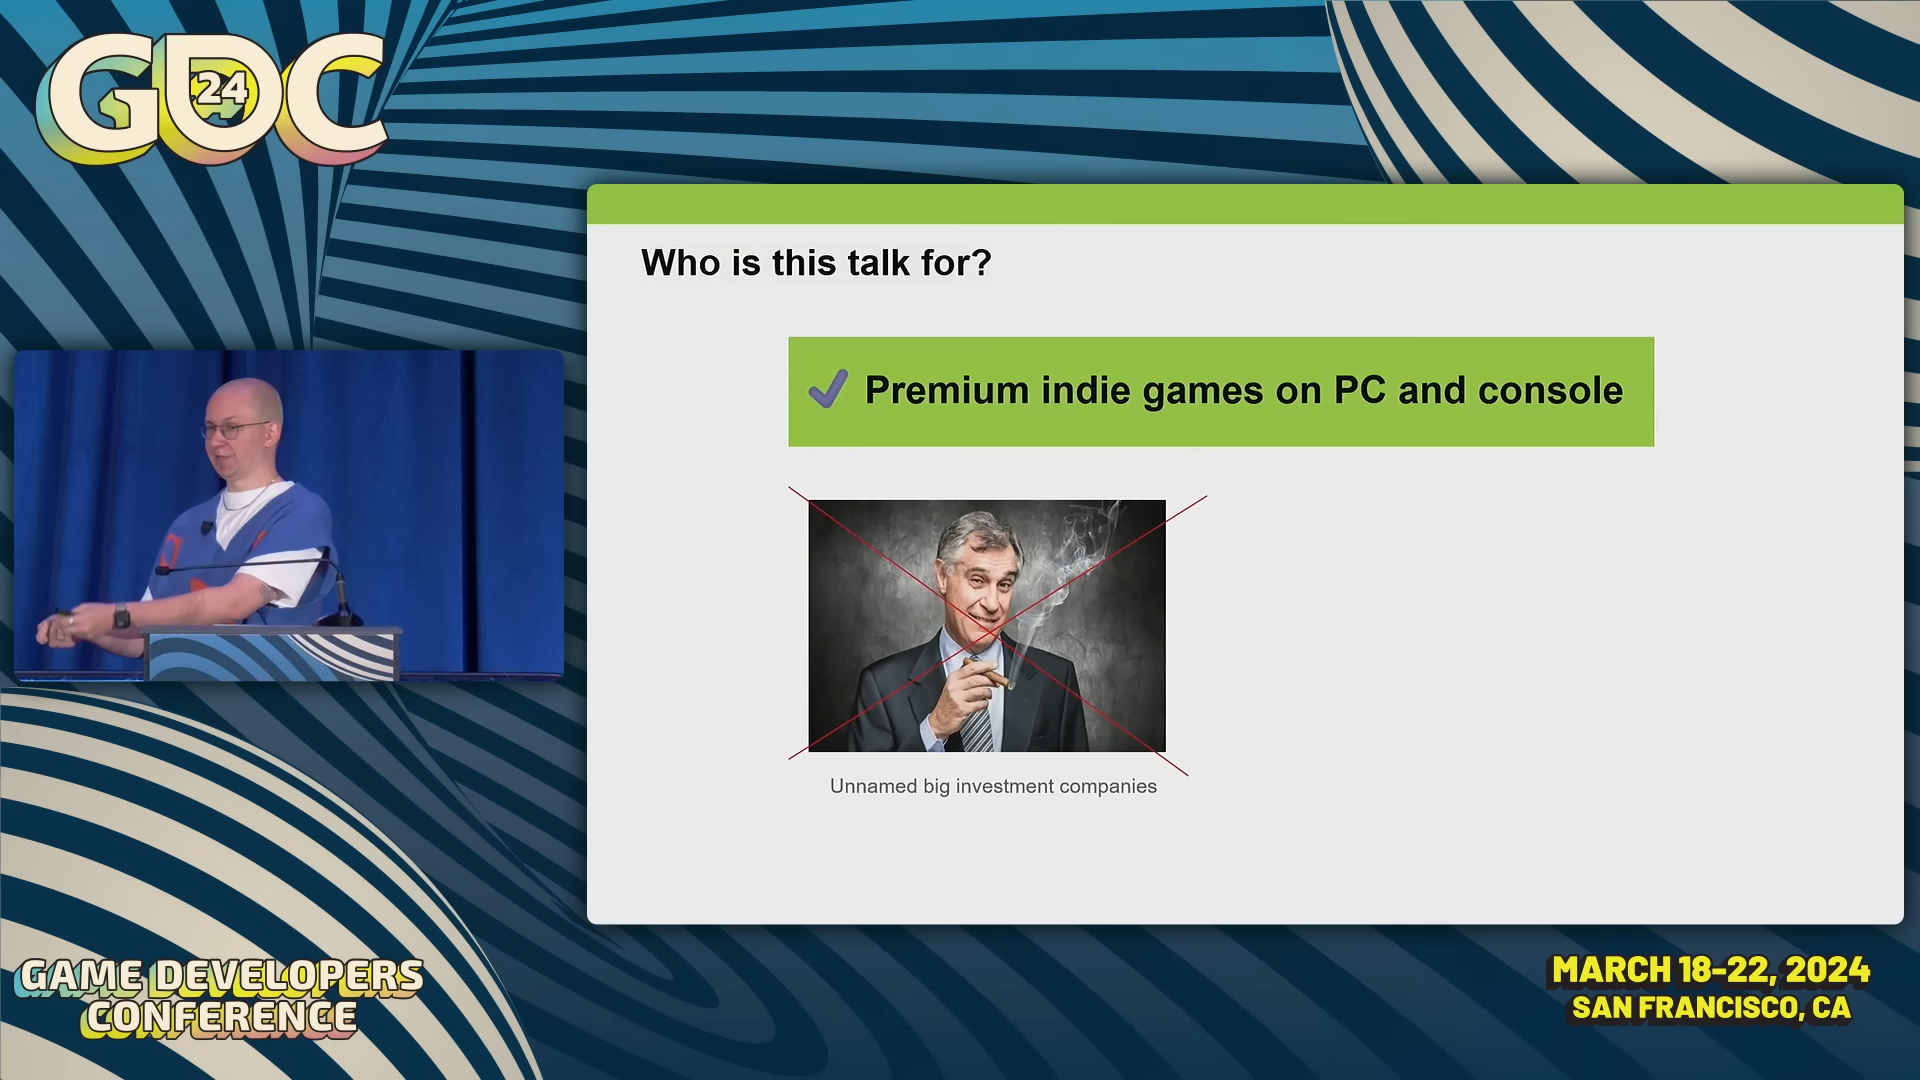 GDC
24
Who is this talk for?
Premium indie games on PC and console
Unnamed big investment companies
GAME DEVELOPERS
CONFERENCE
MARCH 18-22, 2024
SAN FRANCISCO, CA